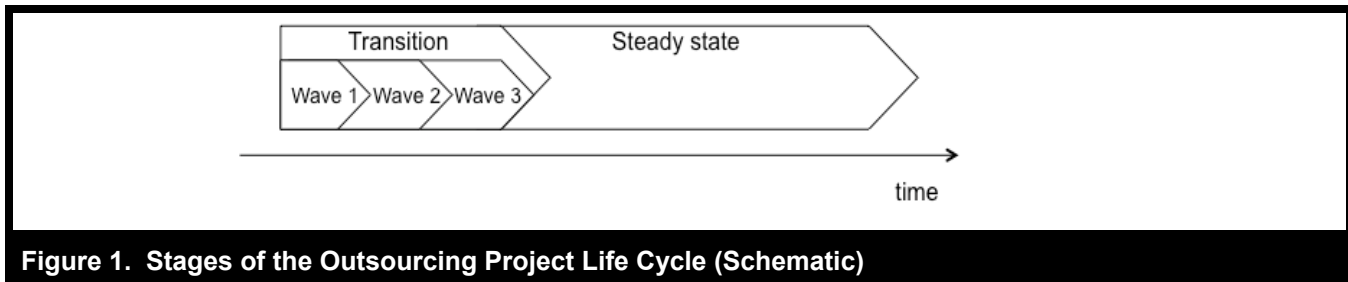 Transition Steady state
Wave 1 Wave 2 Wave 3
time
Figure 1. Stages of the Outsourcing Project Life Cycle (Schematic)